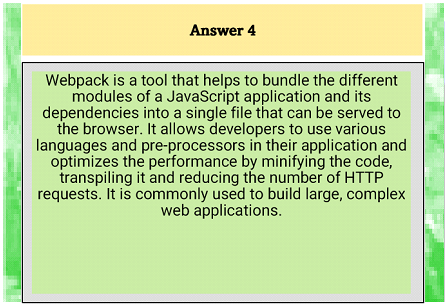 Answer 4
Webpack is a tool that helps to bundle the different
modules of a JavaScript application and its
dependencies into a single file that can be served to
the browser. It allows developers to use various
languages and pre-processors in their application and
optimizes the performance by minifying the code,
transpiling it and reducing the number of HTTP
requests. It is commonly used to build large, complex
web applications.